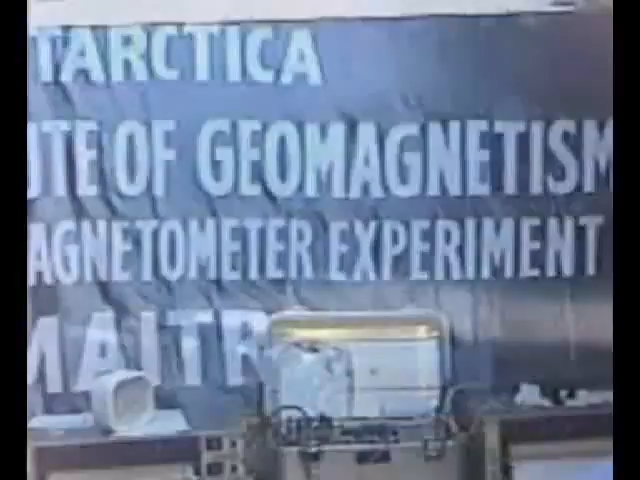 TARCTICA
UTE OF GEOMAGNETISM
AGNETOMETER EXPERIMENT
MAITR